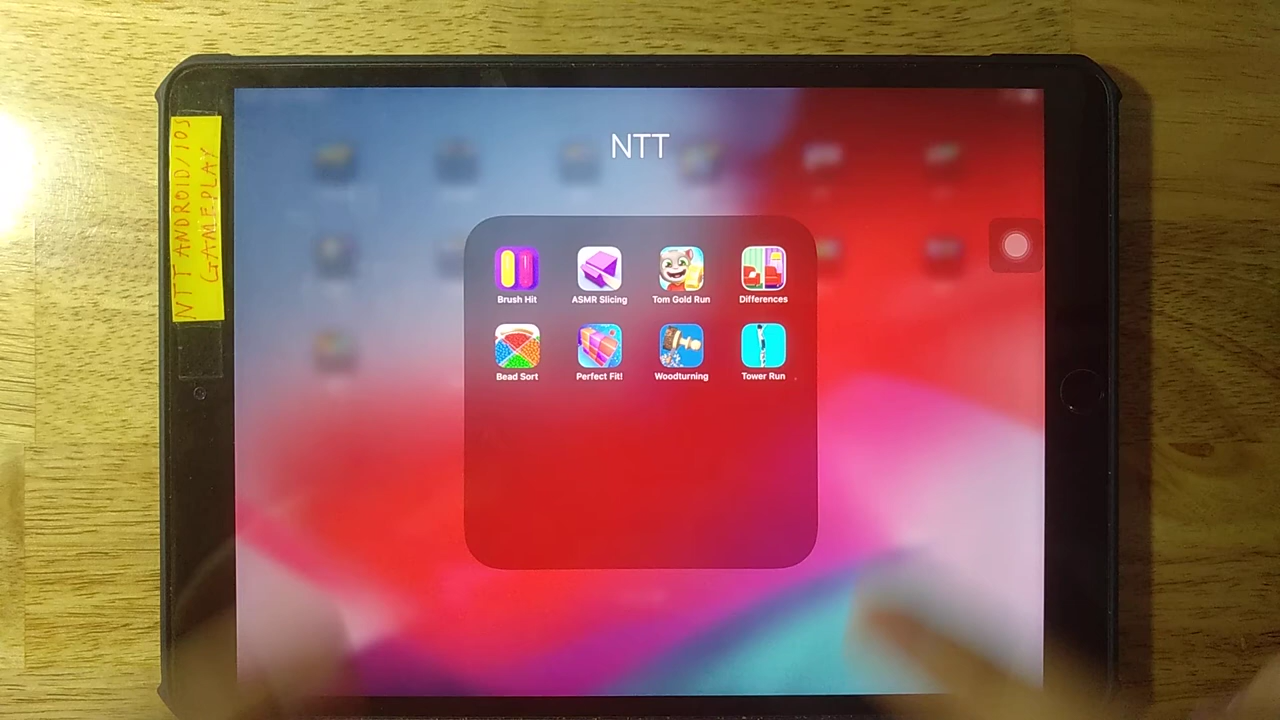 NTT ANDROID/IOS
GAMEPLAY
NTT
Brush Hit
ASMR Slicing
Tom Gold Run
Differences
Bead Sort
Perfect Fit!
Woodturning
Tower Run